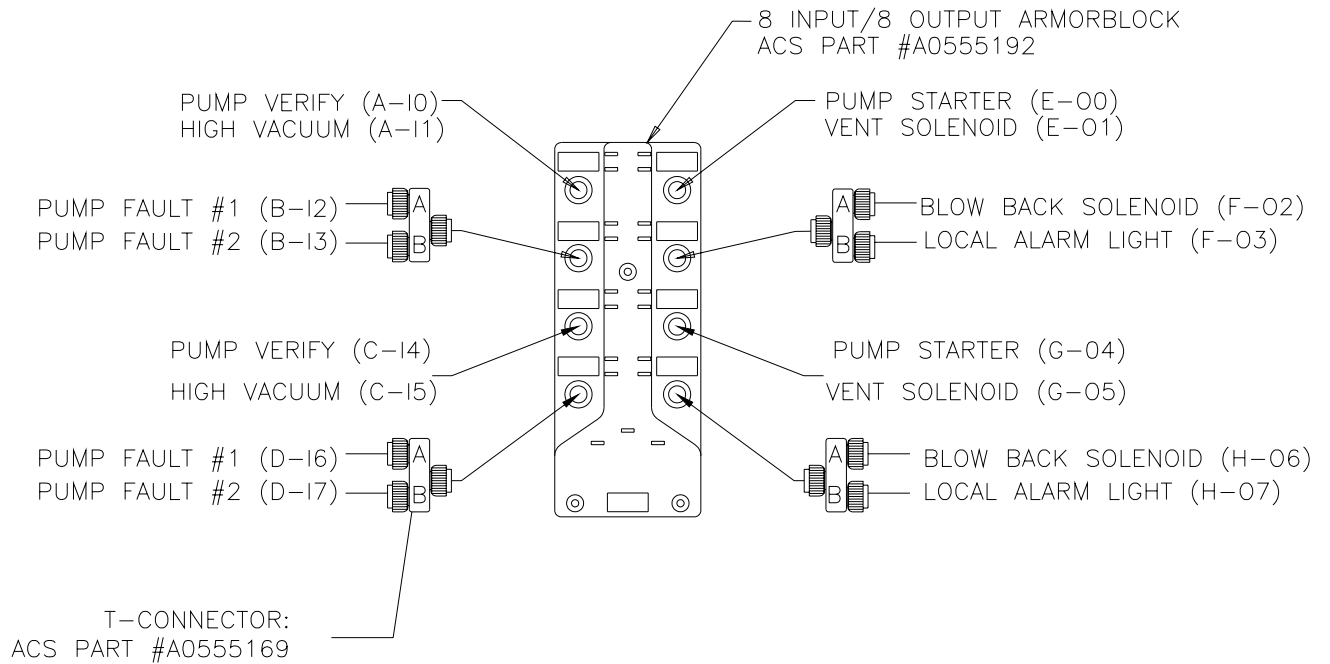 8 INPUT/8 OUTPUT ARMORBLOCK
ACS PART #A0555192
PUMP VERIFY (A-I0)
HIGH VACUUM (A-I1)
PUMP STARTER (E-O0)
VENT SOLENOID (E-O1)
PUMP FAULT #1 (B-I2)
PUMP FAULT #2 (B-I3)
A
B
A
B
BLOW BACK SOLENOID (F-O2)
LOCAL ALARM LIGHT (F-O3)
PUMP VERIFY (C-I4)
HIGH VACUUM (C-I5)
PUMP STARTER (G-O4)
VENT SOLENOID (G-O5)
PUMP FAULT #1 (D-I6)
PUMP FAULT #2 (D-I7)
A
B
A
B
BLOW BACK SOLENOID (H-O6)
LOCAL ALARM LIGHT (H-O7)
T-CONNECTOR:
ACS PART #A0555169